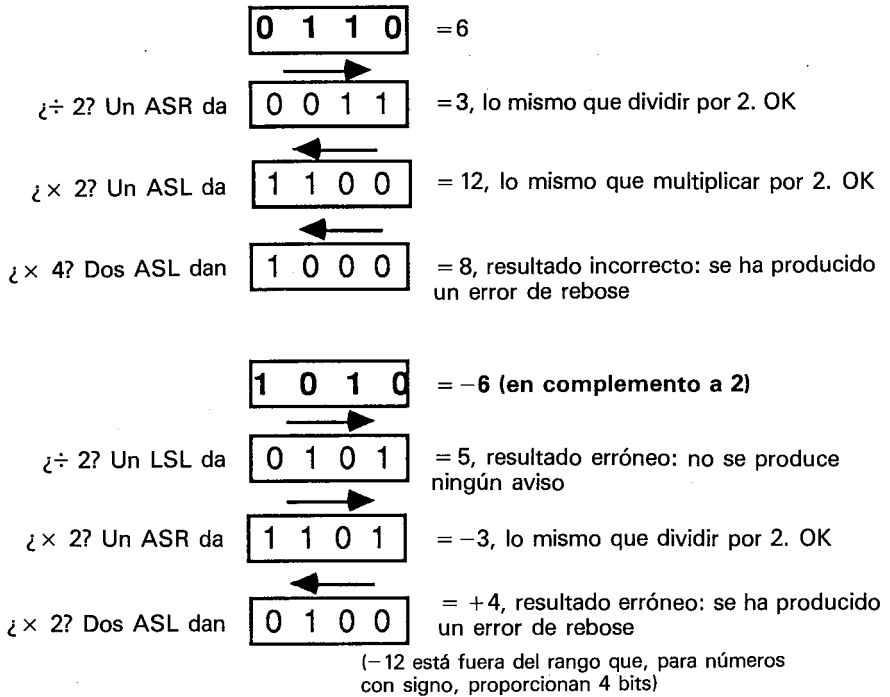 0 1 1 0 =6
¿÷ 2? Un ASR da 0 0 1 1 =3, lo mismo que dividir por 2. OK
¿× 2? Un ASL da 1 1 0 0 =12, lo mismo que multiplicar por 2. OK
¿× 4? Dos ASL dan 1 0 0 0 =8, resultado incorrecto: se ha producido
un error de rebose
1 0 1 0 =−6 (en complemento a 2)
¿÷ 2? Un LSL da 0 1 0 1 =5, resultado erróneo: no se produce
ningún aviso
¿× 2? Un ASR da 1 1 0 1 =−3, lo mismo que dividir por 2. OK
¿× 2? Dos ASL dan 0 1 0 0 = +4, resultado erróneo: se ha producido
un error de rebose
(−12 está fuera del rango que, para números
con signo, proporcionan 4 bits)